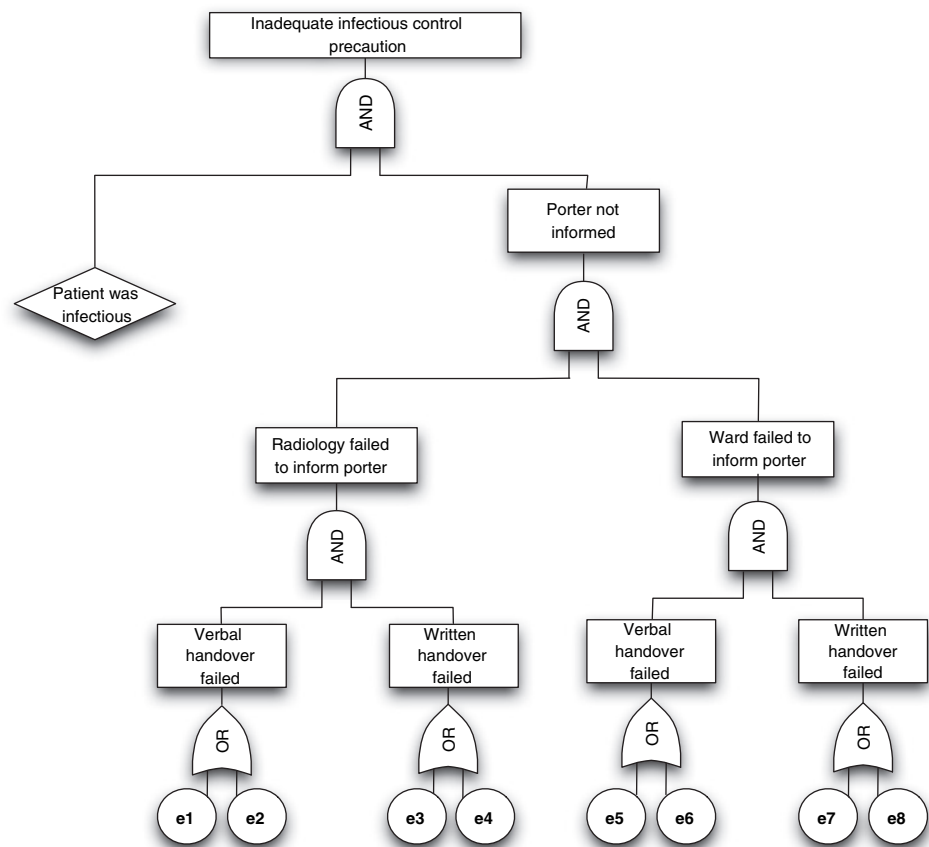 Inadequate infectious control
precaution
AND
Porter not
informed
Patient was
infectious
AND
Radiology failed
to inform porter
Ward failed to
inform porter
AND
AND
Verbal
handover
failed
Written
handover
failed
Verbal
handover
failed
Written
handover
failed
OR
OR
OR
OR
e1
e2
e3
e4
e5
e6
e7
e8